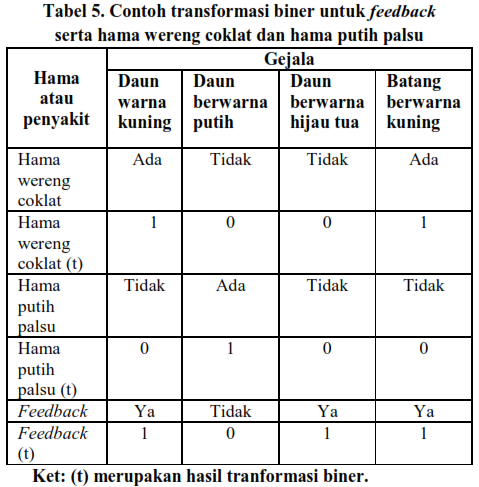 Tabel 5. Contoh transformasi biner untuk feedback
serta hama wereng coklat dan hama putih palsu
Hama
atau
penyakit
Gejala
Daun
warna
kuning
Daun
berwarna
putih
Daun
berwarna
hijau tua
Batang
berwarna
kuning
Hama
wereng
coklat
Ada
Tidak
Tidak
Ada
Hama
wereng
coklat (t)
1
0
0
1
Hama
putih
palsu
Tidak
Ada
Tidak
Tidak
Hama
putih
palsu (t)
0
1
0
0
Feedback
Ya
Tidak
Ya
Ya
Feedback
(t)
1
0
1
1
Ket: (t) merupakan hasil tranformasi biner.